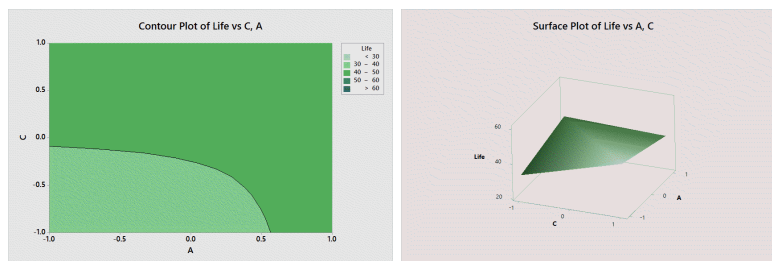 Contour Plot of Life vs C, A
1.0
0.5
0.0
-0.5
-1.0
C
-1.0 -0.5 0.0 0.5 1.0
A
Life
< 30
30 – 40
40 – 50
50 – 60
> 60
Surface Plot of Life vs A, C
60
40
20
Life
-1 0 1
C
-1
0
1
A